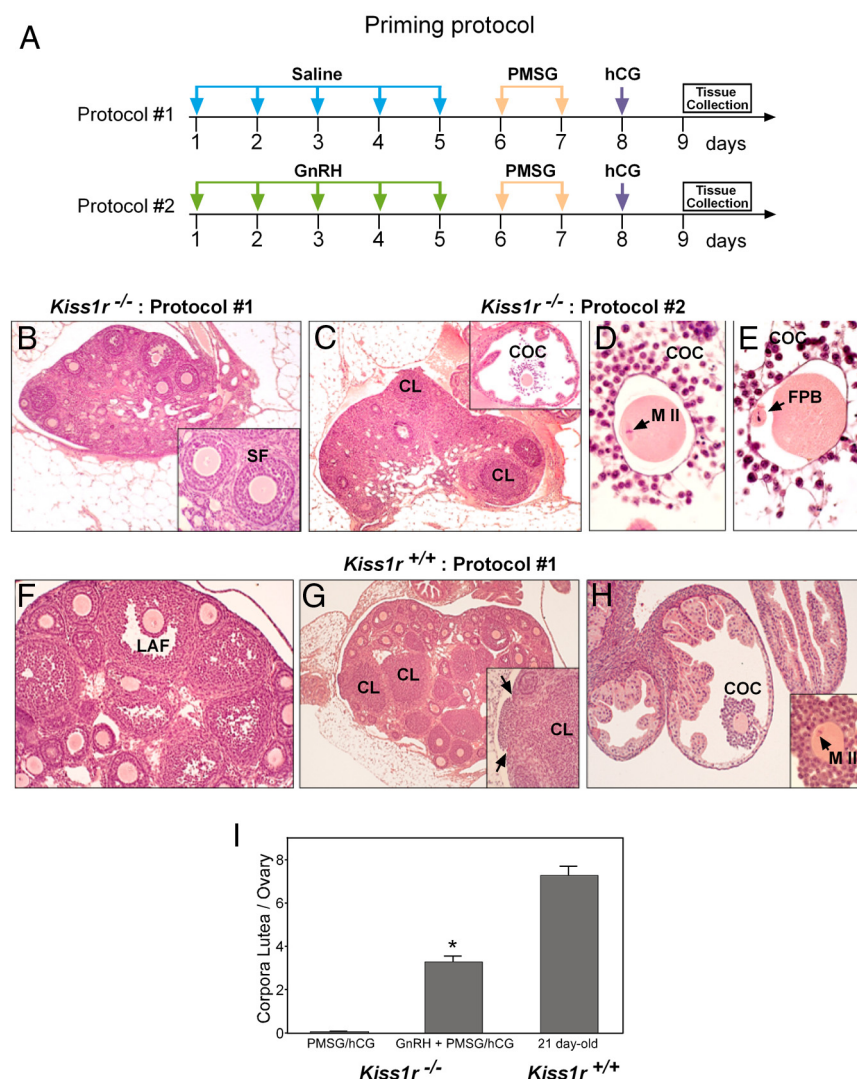 A
Priming protocol
Saline PMSG hCG
Protocol #1
Tissue
Collection
1 2 3 4 5 6 7 8 9 days
GnRH PMSG hCG
Protocol #2
Tissue
Collection
1 2 3 4 5 6 7 8 9 days
Kiss1r -/- : Protocol #1
Kiss1r -/- : Protocol #2
B
SF
C
CL
COC
CL
D
COC
M II
E
COC
FPB
Kiss1r +/+ : Protocol #1
F
LAF
G
CL
CL
CL
H
COC
M II
I
Corpora Lutea / Ovary
8
6
4
2
0
*
PMSG/hCG GnRH + PMSG/hCG 21 day-old
Kiss1r -/- Kiss1r +/+